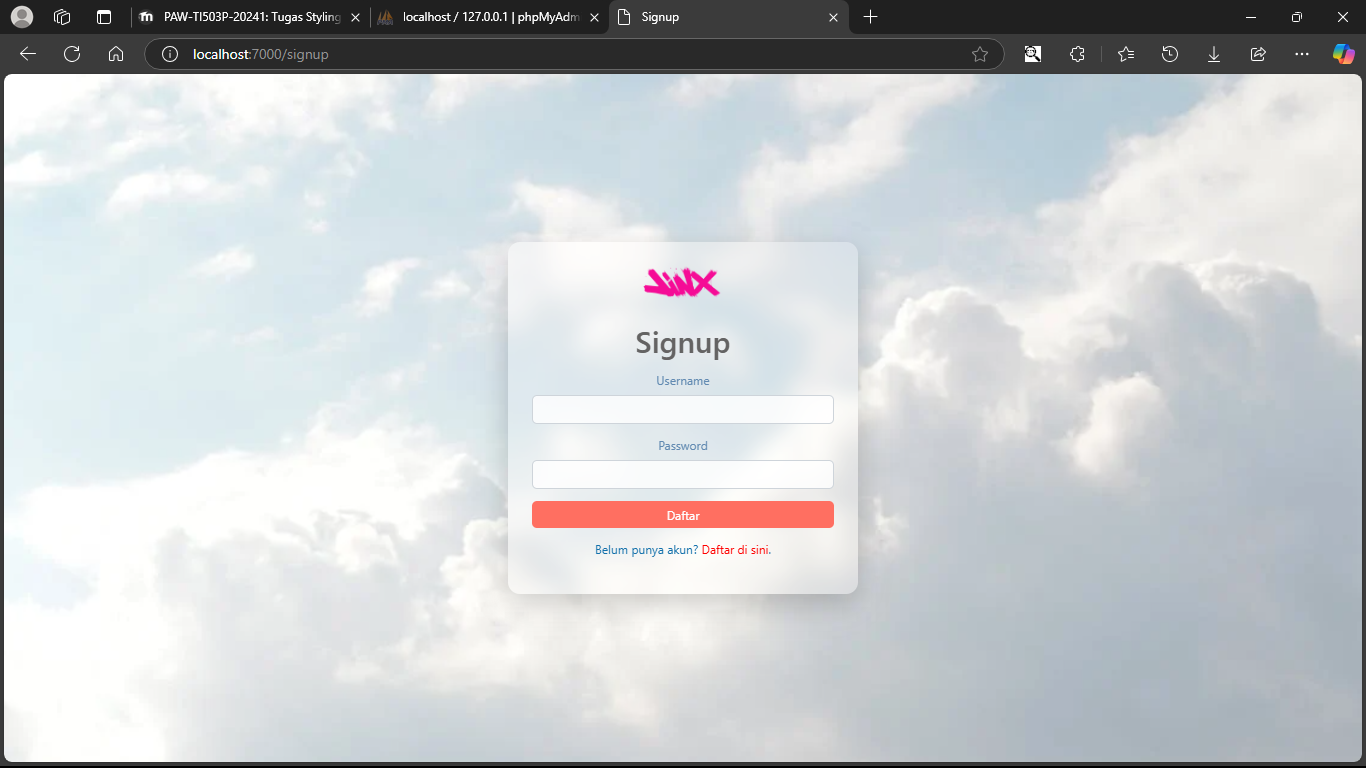 PAW-TI503P-20241: Tugas Styling
localhost / 127.0.0.1 | phpMyAdm
Signup
localhost:7000/signup
JINX
Signup
Username
Password
Daftar
Belum punya akun? Daftar di sini.